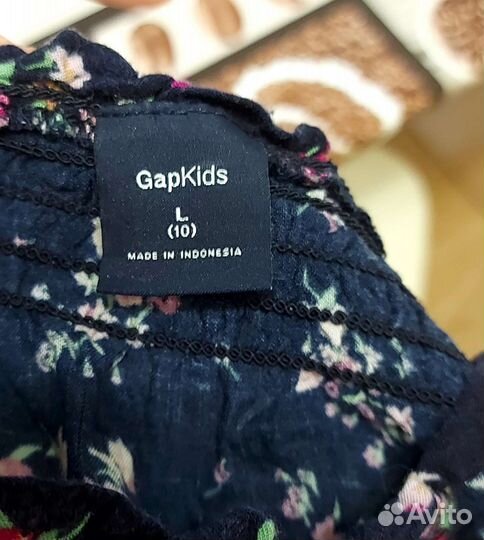 GapKids
L
(10)
MADE IN INDONESIA
Avito